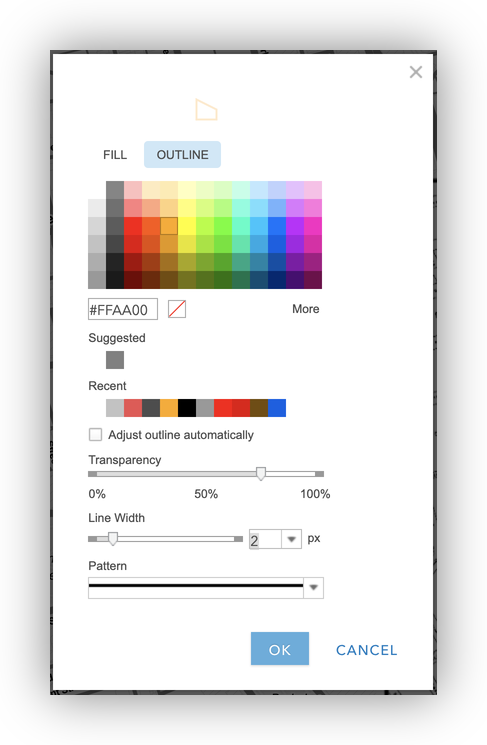 FILL OUTLINE
#FFAA00 More
Suggested
Recent
Adjust outline automatically
Transparency
0% 50% 100%
Line Width
2 px
Pattern
OK CANCEL